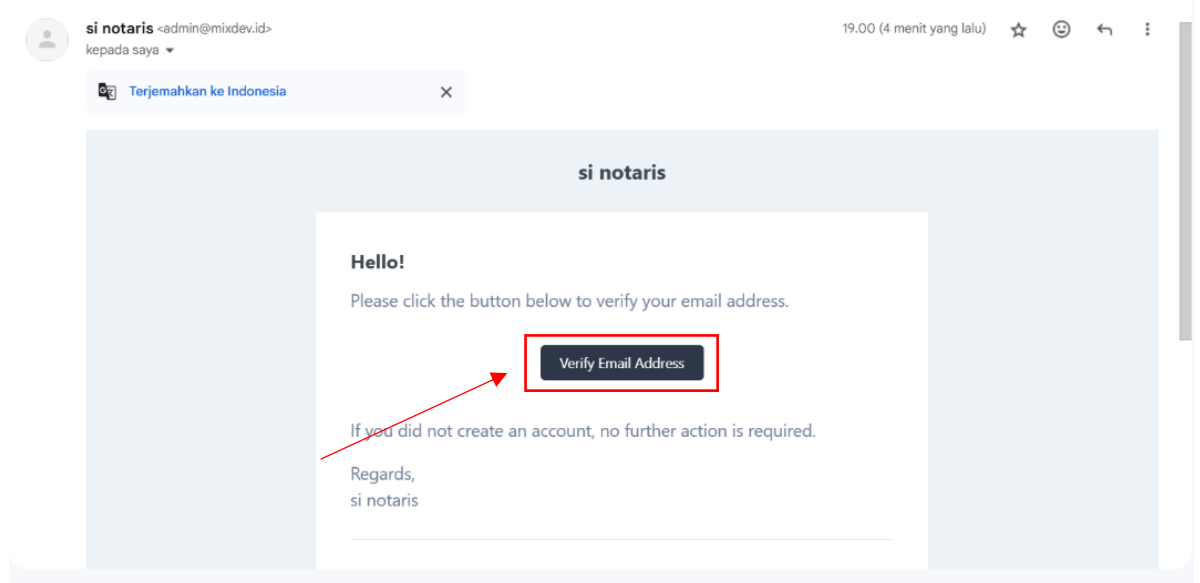 si notaris <admin@mixdev.id>
19.00 (4 menit yang lalu)
kepada saya
Terjemahkan ke Indonesia
si notaris
Hello!
Please click the button below to verify your email address.
Verify Email Address
If you did not create an account, no further action is required.
Regards,
si notaris